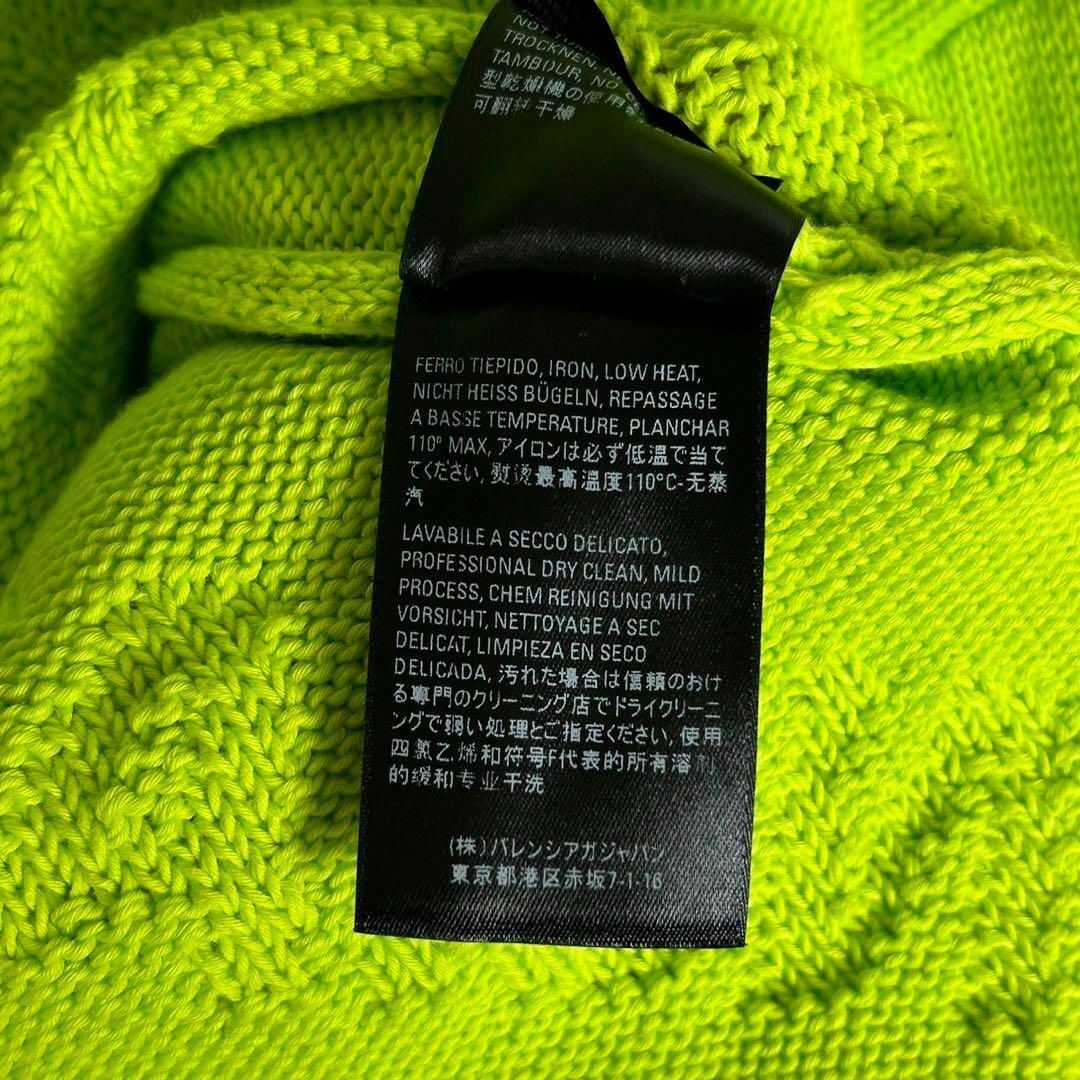 TROCKNEN,
TAMBOUR, NO
型乾燥機の使用
可翻转干燥
FERRO TIEPIDO, IRON, LOW HEAT,
NICHT HEISS BÜGELN, REPASSAGE
A BASSE TEMPERATURE, PLANCHAR
110° MAX, アイロンは必ず低温で当て
てください, 熨烫最高温度110°C-无蒸
汽
LAVABILE A SECCO DELICATO,
PROFESSIONAL DRY CLEAN, MILD
PROCESS, CHEM REINIGUNG MIT
VORSICHT, NETTOYAGE A SEC
DELICAT, LIMPIEZA EN SECO
DELICADA, 汚れた場合は信頼のおけ
る専門のクリーニング店でドライクリーニ
ングで弱い処理とご指定ください, 使用
四氯乙烯和符号F代表的所有溶剂
的缓和专业干洗
(株)バレンシアガジャパン
東京都港区赤坂7-1-16